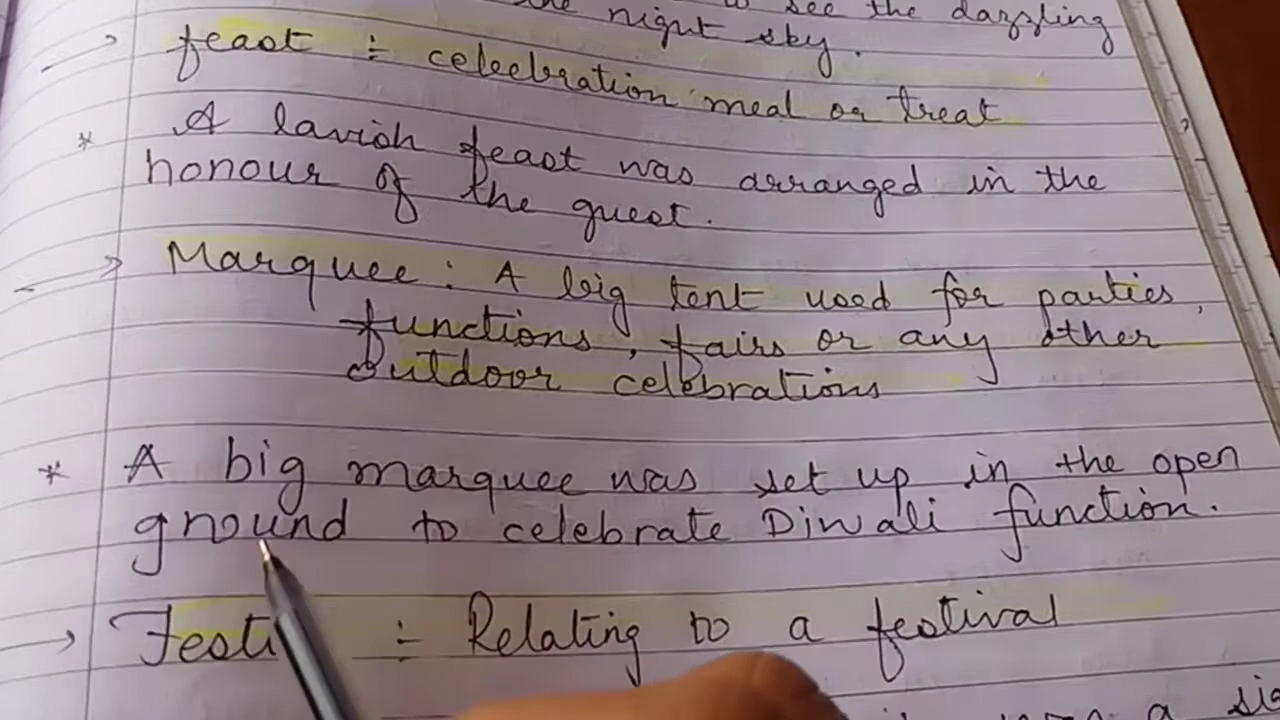 see the dazzling
night sky.
→ feast ÷ celeebration meal or treat
* A lavish feast was arranged in the
honour of the guest.
→ Marquee : A big tent used for parties,
functions, fairs or any other
outdoor celebrations
* A big marquee was set up in the open
ground to celebrate Diwali function.
→ Festi ÷ Relating to a festival
a